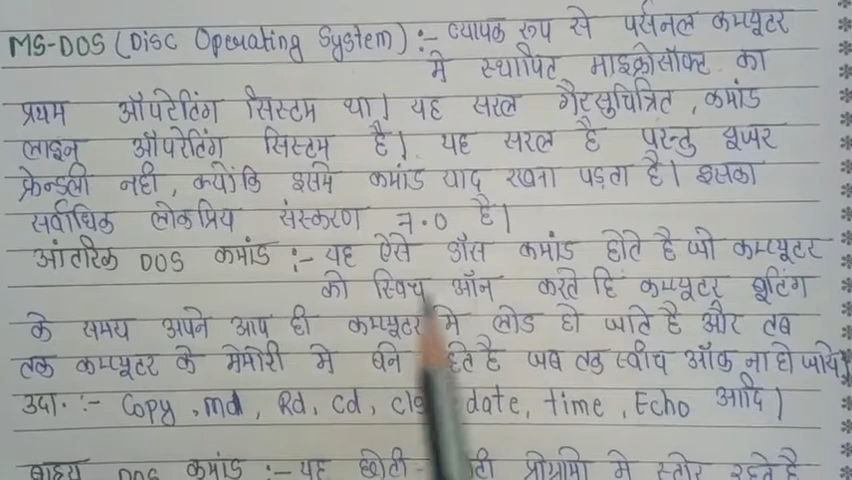 MS-DOS (Disc Operating System) :- व्यापक रूप से पर्सनल कम्प्यूटर
मे स्थापित माइक्रोसॉफ्ट का
प्रथम ऑपरेटिंग सिस्टम था। यह सरल गैरसुचित्रित, कमांड
लाइन ऑपरेटिंग सिस्टम है। यह सरल है परन्तु यूजर
फ्रेन्डली नही, क्योंकि इसमे कमांड याद रखना पड़ता है। इसका
सर्वाधिक लोकप्रिय संस्करण 7.0 है।
आंतरिक DOS कमांड :- यह ऐसे डॉस कमांड होते है जो कम्प्यूटर
को स्विच ऑन करते हि कम्प्यूटर बूटिंग
के समय अपने आप ही कम्प्यूटर मे लोड हो जाते है और तब
तक कम्प्यूटर के मेमोरी मे बने है जब तक स्वीच ऑफ ना हो जाये।
उदा. :- Copy, md, Rd, cd, date, time, Echo आदि।
बाह्य DOS कमांड :- यह छोटी - प्रोग्रामो मे स्टोर रहते है